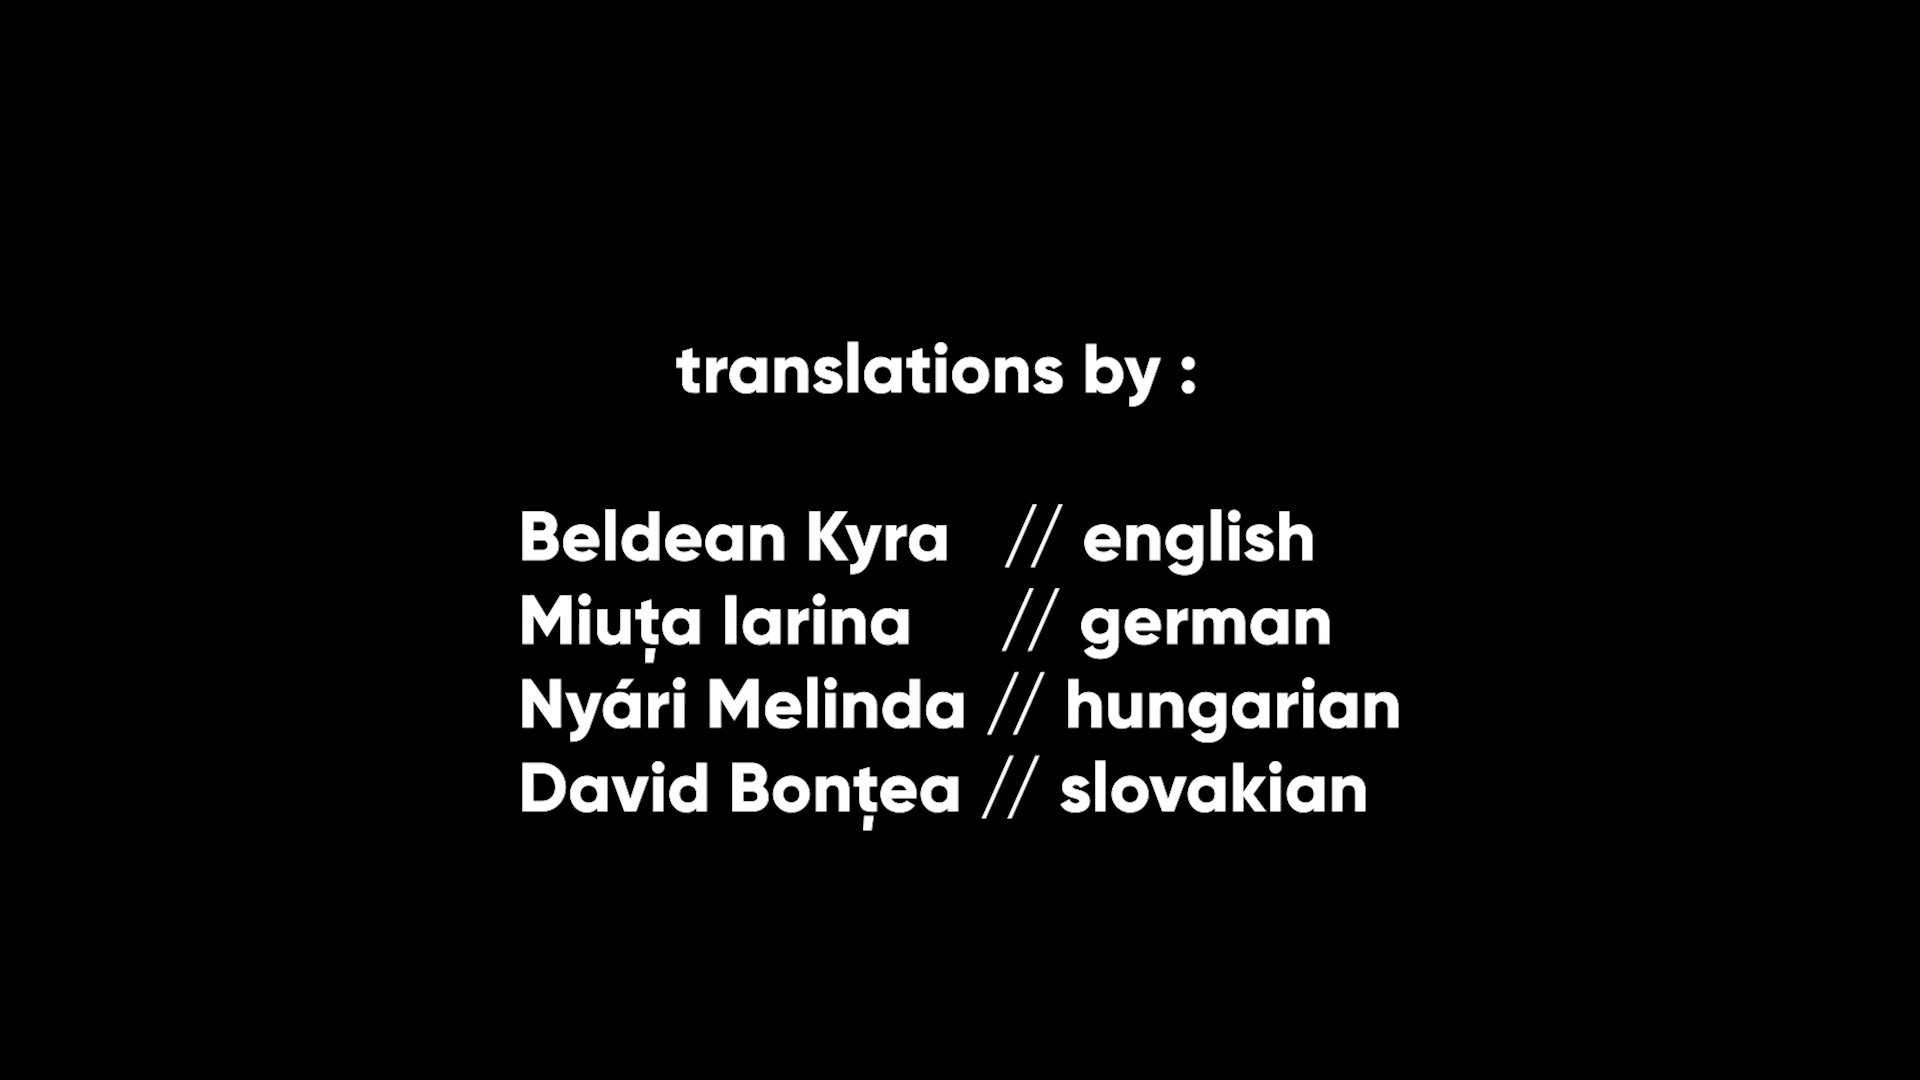 translations by :
Beldean Kyra // english
Miuța Iarina // german
Nyári Melinda // hungarian
David Bonțea // slovakian